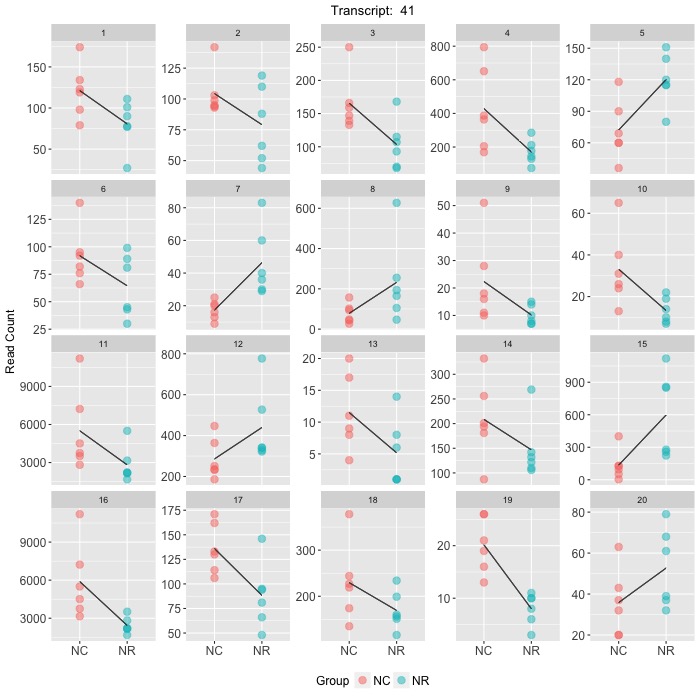 Transcript: 41
1 2 3 4 5
150 100 50
125 100 75 50
250 200 150 100
800 600 400 200
150 120 90 60
6 7 8 9 10
125 100 75 50 25
80 60 40 20
600 400 200 0
50 40 30 20 10
60 40 20
11 12 13 14 15
9000 6000 3000
800 600 400 200
20 15 10 5
300 250 200 150 100
900 600 300 0
16 17 18 19 20
9000 6000 3000
175 150 125 100 75 50
300 200
20 10
80 60 40 20
Read Count
NC NR NC NR NC NR NC NR NC NR
Group NC NR